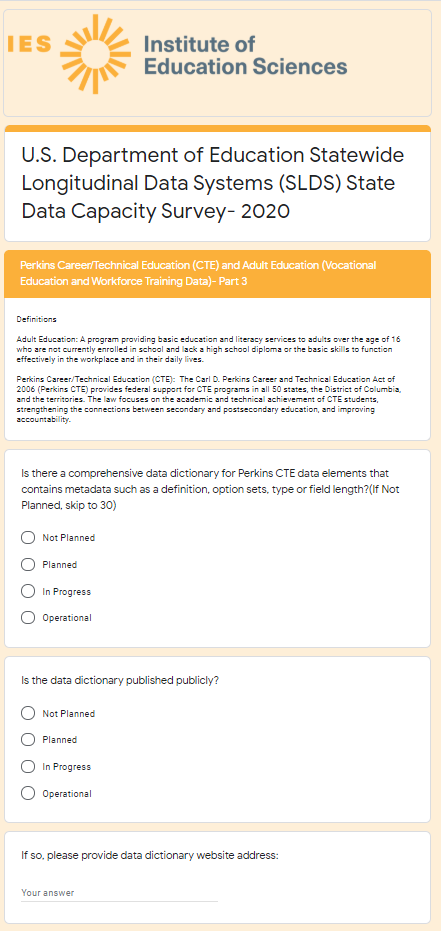 IES
Institute of
Education Sciences
U.S. Department of Education Statewide
Longitudinal Data Systems (SLDS) State
Data Capacity Survey- 2020
Perkins Career/Technical Education (CTE) and Adult Education (Vocational
Education and Workforce Training Data)- Part 3
Definitions
Adult Education: A program providing basic education and literacy services to adults over the age of 16
who are not currently enrolled in school and lack a high school diploma or the basic skills to function
effectively in the workplace and in their daily lives.
Perkins Career/Technical Education (CTE): The Carl D. Perkins Career and Technical Education Act of
2006 (Perkins CTE) provides federal support for CTE programs in all 50 states, the District of Columbia,
and the territories. The law focuses on the academic and technical achievement of CTE students,
strengthening the connections between secondary and postsecondary education, and improving
accountability.
Is there a comprehensive data dictionary for Perkins CTE data elements that
contains metadata such as a definition, option sets, type or field length?(If Not
Planned, skip to 30)
Not Planned
Planned
In Progress
Operational
Is the data dictionary published publicly?
Not Planned
Planned
In Progress
Operational
If so, please provide data dictionary website address:
Your answer